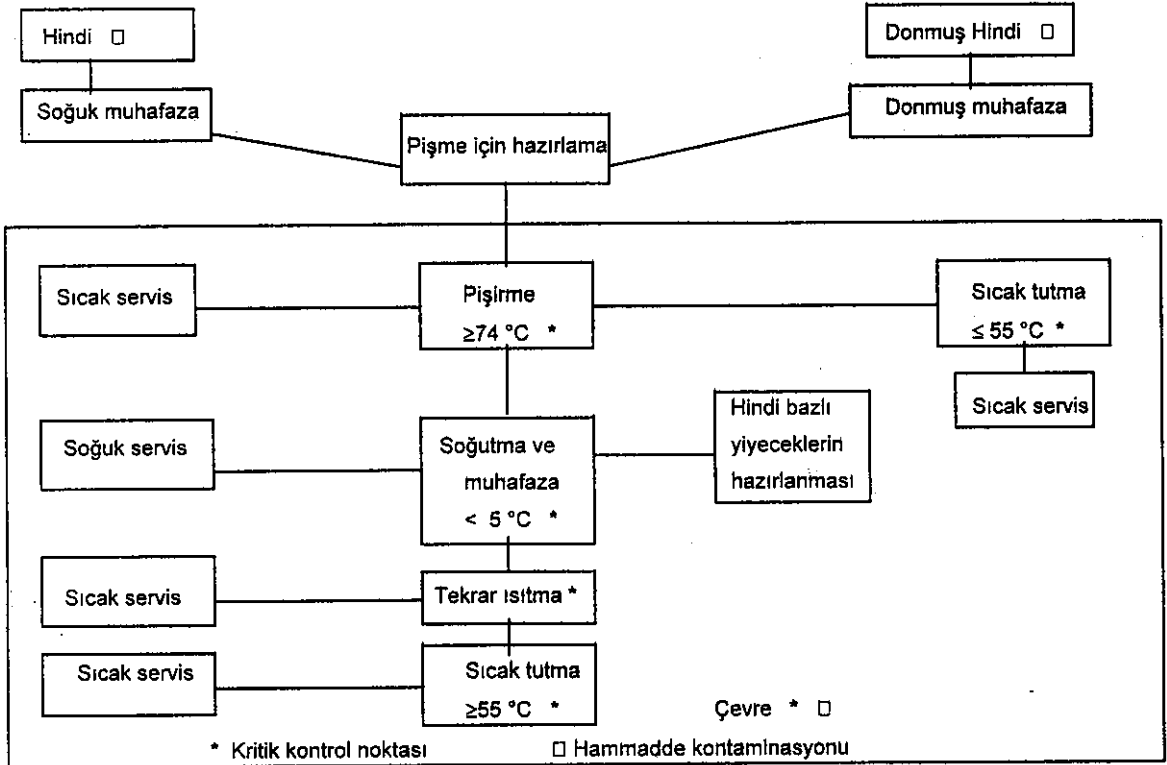 Hindi □
Donmuş Hindi □
Soğuk muhafaza
Donmuş muhafaza
Pişme için hazırlama
Sıcak servis
Pişirme
≥74 °C *
Sıcak tutma
≤ 55 °C *
Sıcak servis
Soğuk servis
Soğutma ve
muhafaza
< 5 °C *
Hindi bazlı
yiyeceklerin
hazırlanması
Sıcak servis
Tekrar ısıtma *
Sıcak servis
Sıcak tutma
≥55 °C *
Çevre * □
* Kritik kontrol noktası
□ Hammadde kontaminasyonu